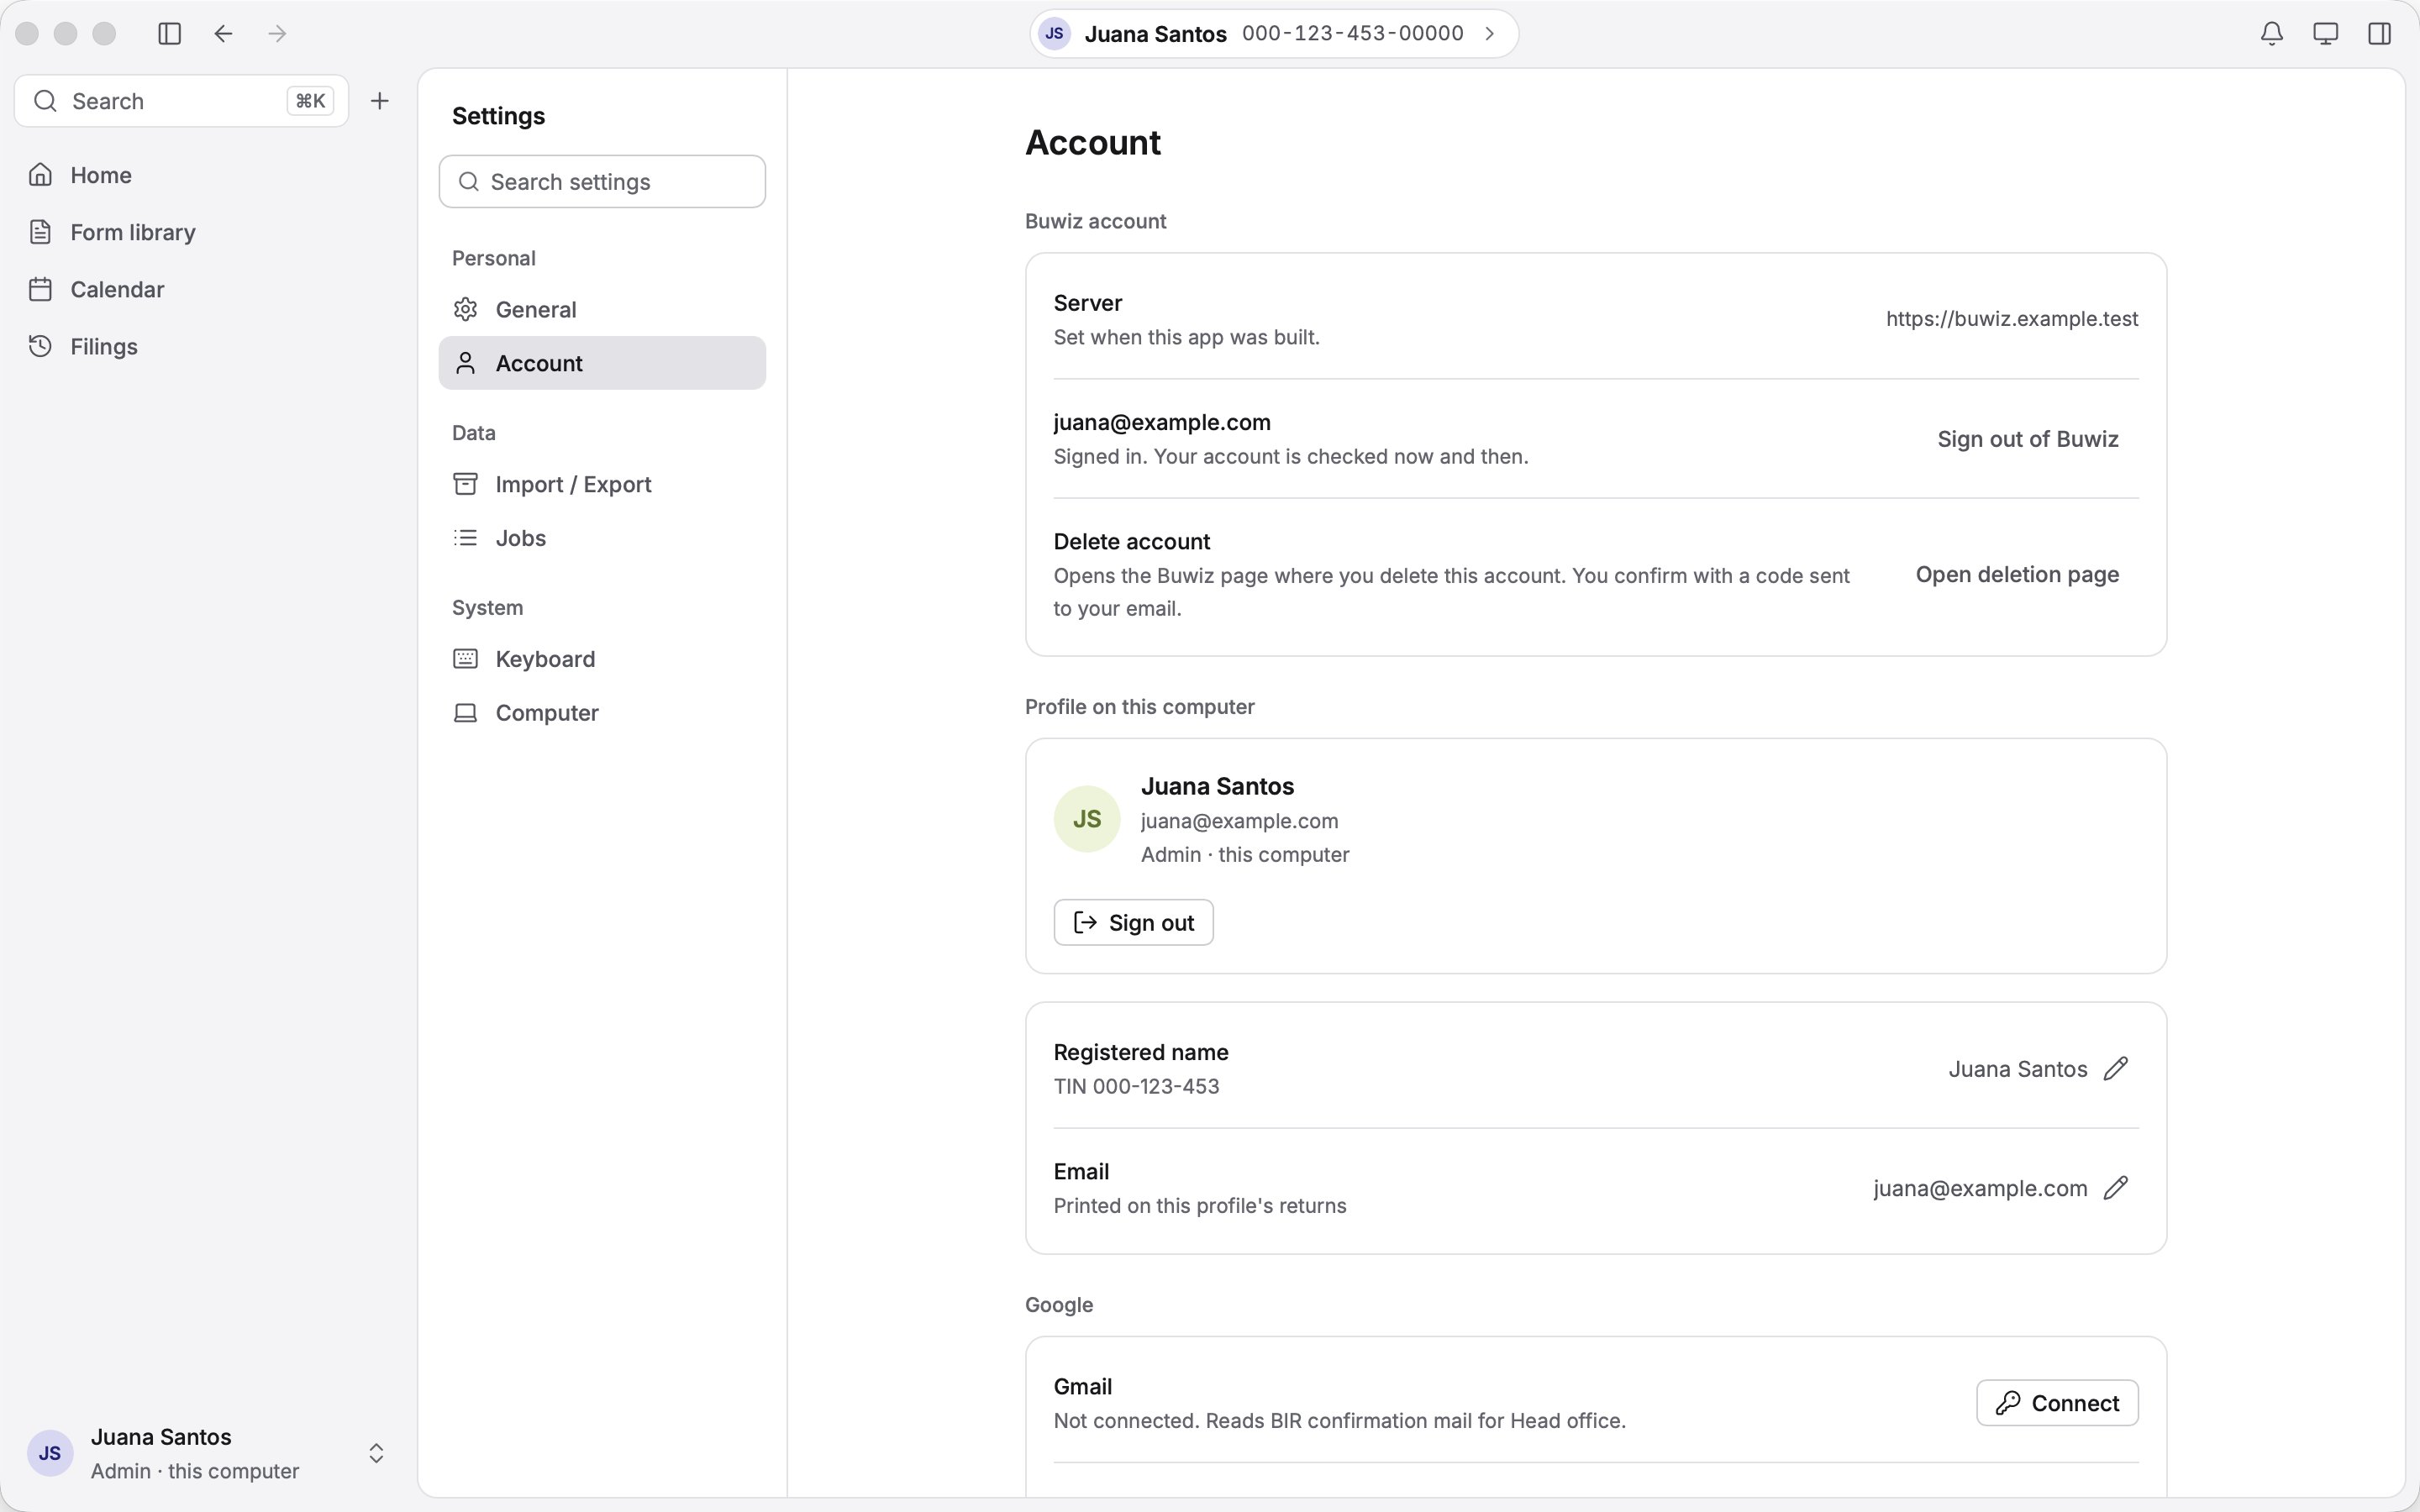 JS Juana Santos 000-123-453-00000
Search ⌘K
Home
Form library
Calendar
Filings
JS Juana Santos
Admin · this computer
Settings
Search settings
Personal
General
Account
Data
Import / Export
Jobs
System
Keyboard
Computer
Account
Buwiz account
Server
Set when this app was built.
https://buwiz.example.test
juana@example.com
Signed in. Your account is checked now and then.
Sign out of Buwiz
Delete account
Opens the Buwiz page where you delete this account. You confirm with a code sent
to your email.
Open deletion page
Profile on this computer
JS
Juana Santos
juana@example.com
Admin · this computer
Sign out
Registered name
TIN 000-123-453
Juana Santos
Email
Printed on this profile's returns
juana@example.com
Google
Gmail
Not connected. Reads BIR confirmation mail for Head office.
Connect